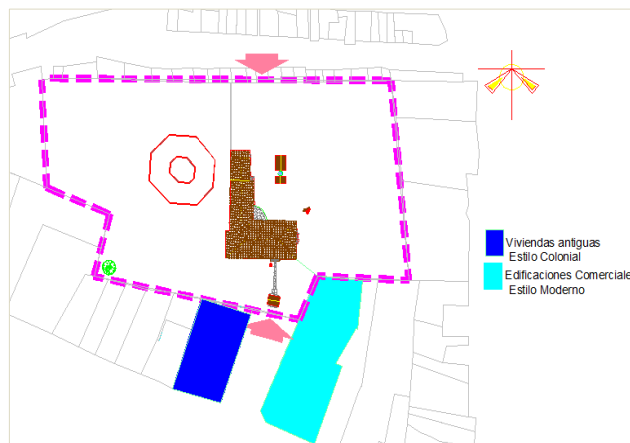 Viviendas antiguas
Estilo Colonial
Edificaciones Comerciale
Estilo Moderno